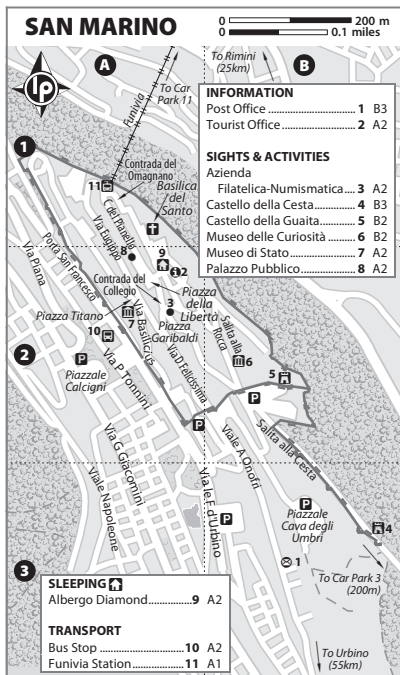 SAN MARINO
0 200 m
0 0.1 miles
A
B
To Rimini
(25km)
lp
Funivia
To Car
Park 11
INFORMATION
Post Office 1 B3
Tourist Office 2 A2
SIGHTS & ACTIVITIES
Azienda
Filatelica-Numismatica 3 A2
Castello della Cesta 4 B3
Castello della Guaita 5 B2
Museo delle Curiosità 6 B2
Museo di Stato 7 A2
Palazzo Pubblico 8 A2
1
11
Contrada del
Omagnano
Basilica
del
Santo
C del Pianello
Via Eugippo
Porta San Francesco
Via Piana
8
9
2
Contrada del
Collegio
Piazza
della
Libertà
3
Piazza Titano
7
Via Basilicius
Piazza
Garibaldi
Salita alla
Rocca
2
10
6
5
P
Piazzale
Calcigni
Via P Tonnini
Via D Felicissima
P
P
Salita alla Cesta
Via G Giacomini
Viale Napoleone
Viale A Onofri
Viale F d'Urbino
P
P
Piazzale
Cava degli
Umbri
4
3
1
To Car Park 3
(200m)
SLEEPING
Albergo Diamond 9 A2
TRANSPORT
Bus Stop 10 A2
Funivia Station 11 A1
To Urbino
(55km)